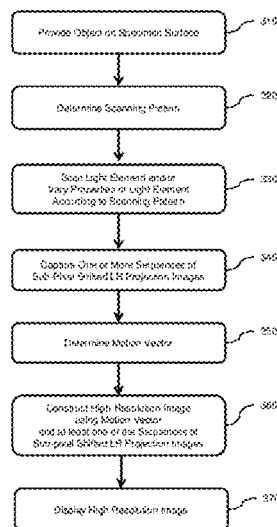 Provide Object on Specimen Surface
310
Determine Scanning Pattern
320
Scan Light Element and/or
Vary Properties of Light Element
According to Scanning Pattern
330
Capture One or More Sequences of
Sub-Pixel Shifted LR Projection Images
340
Determine Motion Vector
350
Construct High Resolution Image
using Motion Vector
and at least one of the Sequences of
Sub-pixel Shifted LR Projection Images
360
Display High Resolution Image
370